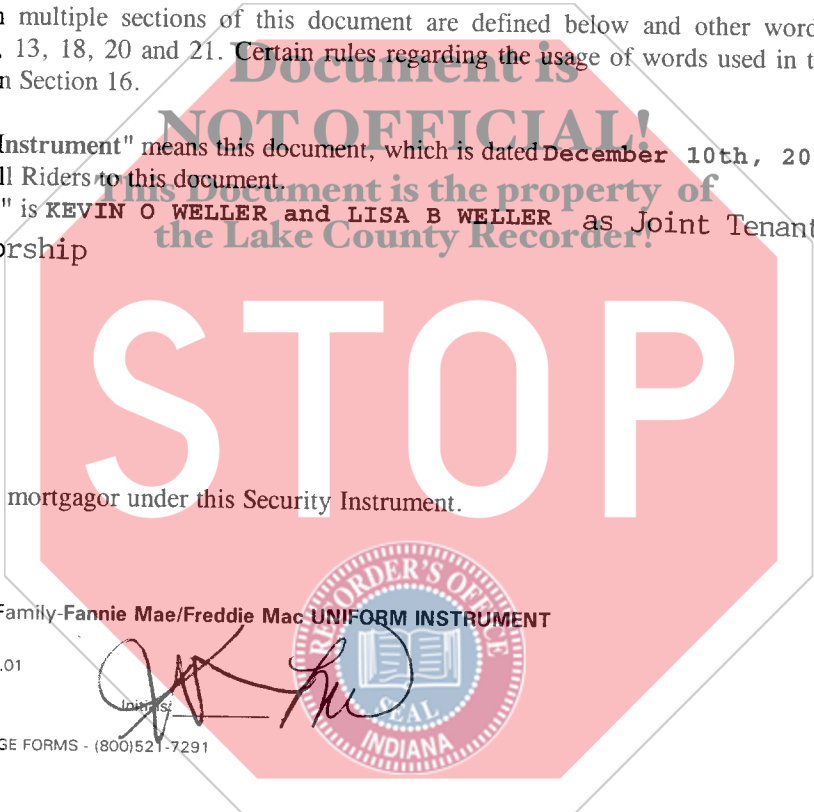 multiple sections of this document are defined below and other word
, 13, 18, 20 and 21. Certain rules regarding the usage of words used in t
n Section 16.
Document is
NOT OFFICIAL!
Instrument" means this document, which is dated December 10th, 20
ll Riders to this document.
This Document is the property of
" is KEVIN O WELLER and LISA B WELLER as Joint Tenant
the Lake County Recorder!
orship
STOP
mortgagor under this Security Instrument.
RECORDER'S OFFICE
Family-Fannie Mae/Freddie Mac UNIFORM INSTRUMENT
.01
Initials:
SEAL
INDIANA
GE FORMS - (800)521-7291